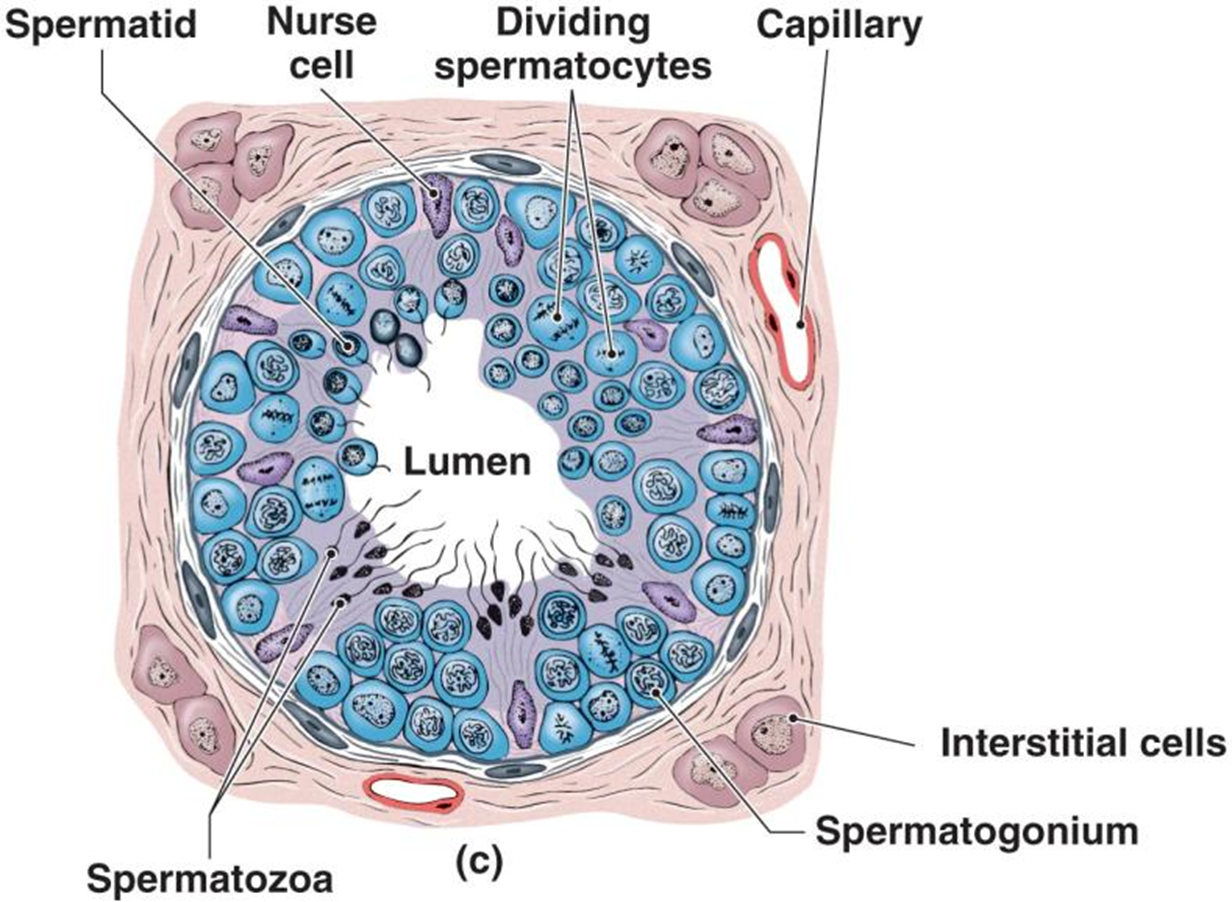 Spermatid
Nurse
cell
Dividing
spermatocytes
Capillary
Lumen
Interstitial cells
Spermatogonium
Spermatozoa
(c)